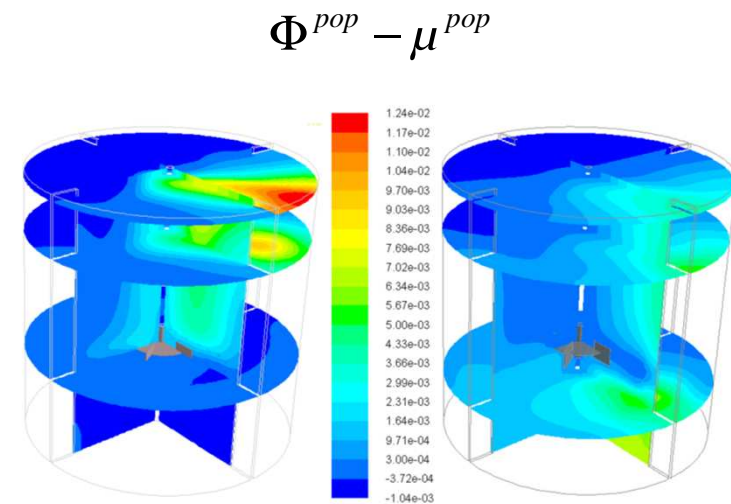 Φ^pop − μ^pop
1.24e-02
1.17e-02
1.10e-02
1.04e-02
9.70e-03
9.03e-03
8.36e-03
7.69e-03
7.02e-03
6.34e-03
5.67e-03
5.00e-03
4.33e-03
3.66e-03
2.99e-03
2.31e-03
1.64e-03
9.71e-04
3.00e-04
-3.72e-04
-1.04e-03